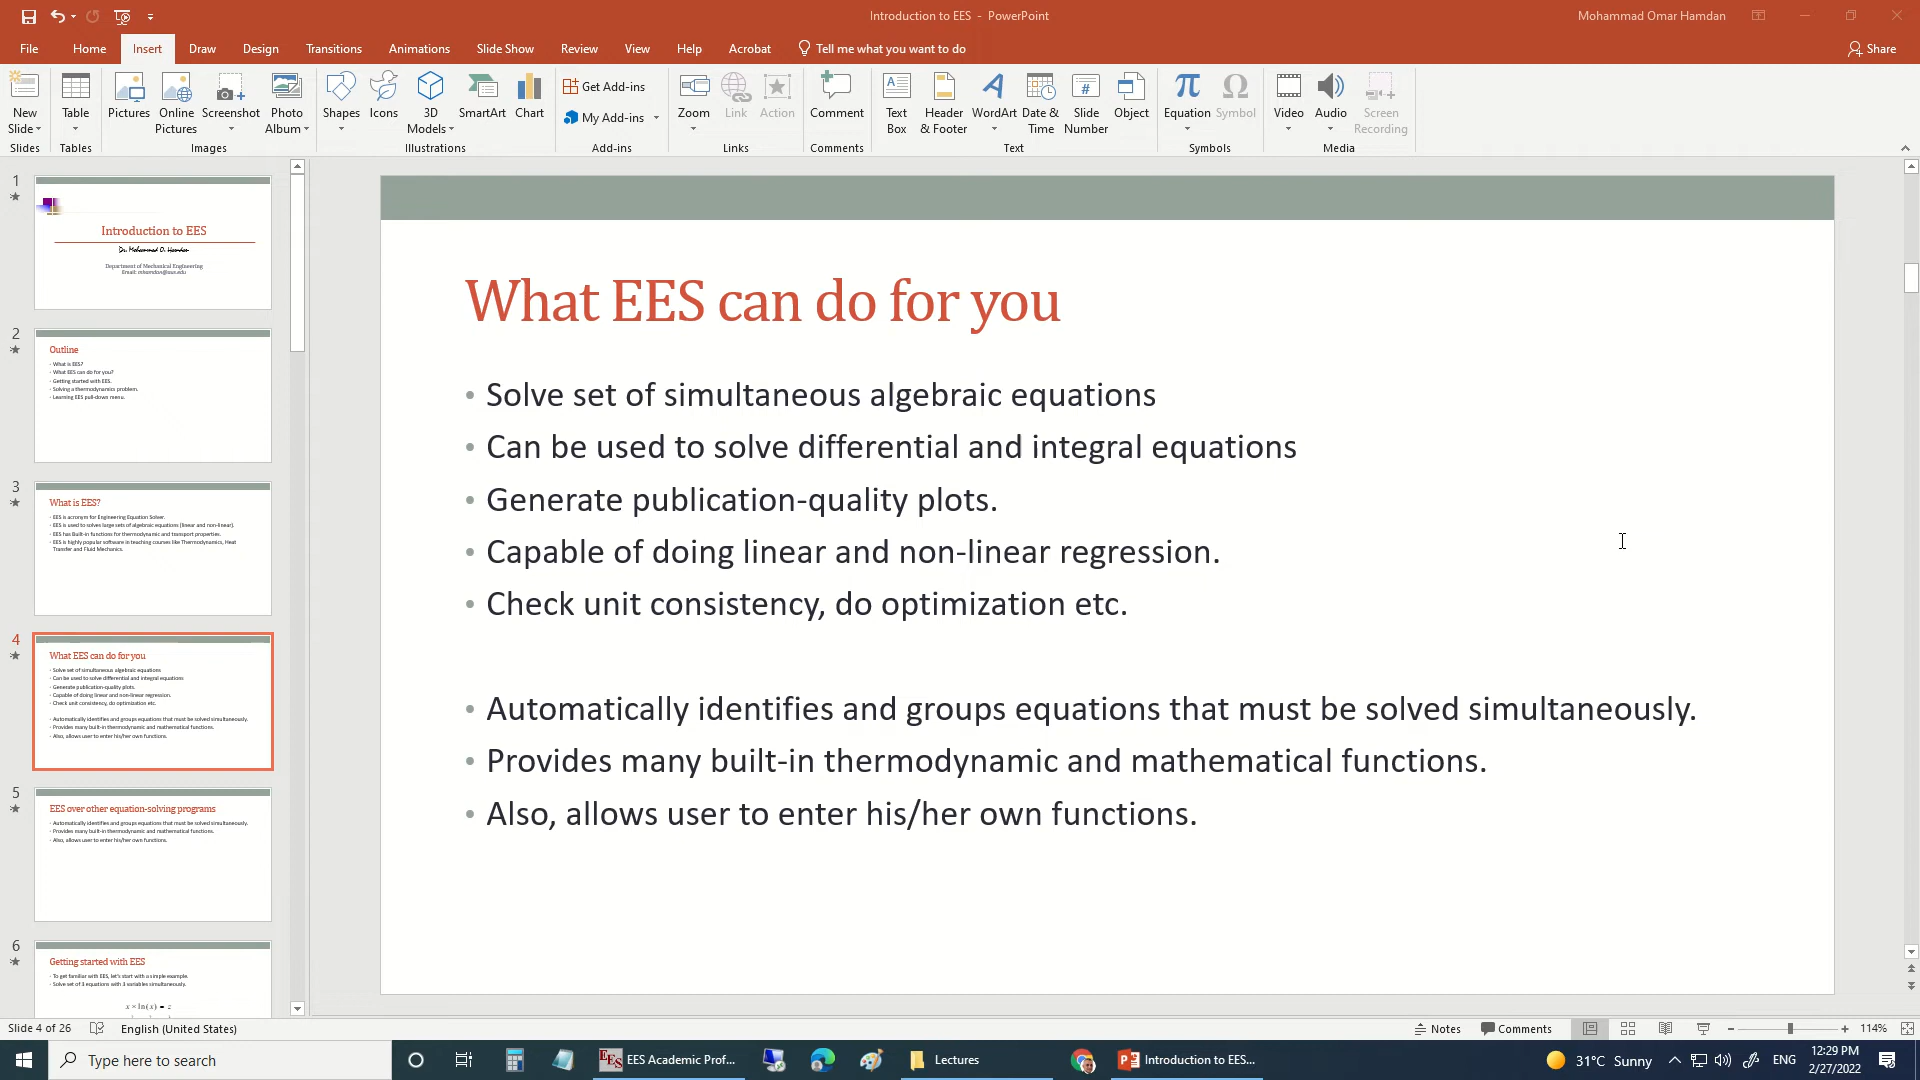 Introduction to EES - PowerPoint
Mohammad Omar Hamdan
File Home Insert Draw Design Transitions Animations Slide Show Review View Help Acrobat Tell me what you want to do Share
New Slide
Table
Pictures
Online Pictures
Screenshot
Photo Album
Shapes
Icons
3D Models
SmartArt
Chart
Get Add-ins
My Add-ins
Zoom
Link
Action
Comment
Text Box
Header & Footer
WordArt
Date & Time
Slide Number
Object
Equation
Symbol
Video
Audio
Screen Recording
Slides Tables Images Illustrations Add-ins Links Comments Text Symbols Media
1
Introduction to EES
Dr. Mohammad O. Hamdan
Department of Mechanical Engineering
Email: mhamdan@aus.edu
2
Outline
• What is EES?
• What EES can do for you?
• Getting started with EES.
• Solving a thermodynamics problem.
• Learning EES pull-down menu.
3
What is EES?
• EES is acronym for Engineering Equation Solver.
• EES is used to solves large sets of algebraic equations (linear and non-linear).
• EES has Built-in functions for thermodynamic and transport properties.
• EES is highly popular software in teaching courses like Thermodynamics, Heat
Transfer and Fluid Mechanics.
4
What EES can do for you
• Solve set of simultaneous algebraic equations
• Can be used to solve differential and integral equations
• Generate publication-quality plots.
• Capable of doing linear and non-linear regression.
• Check unit consistency, do optimization etc.
• Automatically identifies and groups equations that must be solved simultaneously.
• Provides many built-in thermodynamic and mathematical functions.
• Also, allows user to enter his/her own functions.
5
EES over other equation-solving programs
• Automatically identifies and groups equations that must be solved simultaneously.
• Provides many built-in thermodynamic and mathematical functions.
• Also, allows user to enter his/her own functions.
6
Getting started with EES
• To get familiar with EES, let's start with a simple example.
• Solve set of 3 equations with 3 variables simultaneously.
x × ln(x) = z
What EES can do for you
• Solve set of simultaneous algebraic equations
• Can be used to solve differential and integral equations
• Generate publication-quality plots.
• Capable of doing linear and non-linear regression.
• Check unit consistency, do optimization etc.
• Automatically identifies and groups equations that must be solved simultaneously.
• Provides many built-in thermodynamic and mathematical functions.
• Also, allows user to enter his/her own functions.
Slide 4 of 26 English (United States) Notes Comments 114%
Type here to search EES Academic Prof... Lectures Introduction to EES... 31°C Sunny ENG 12:29 PM
2/27/2022